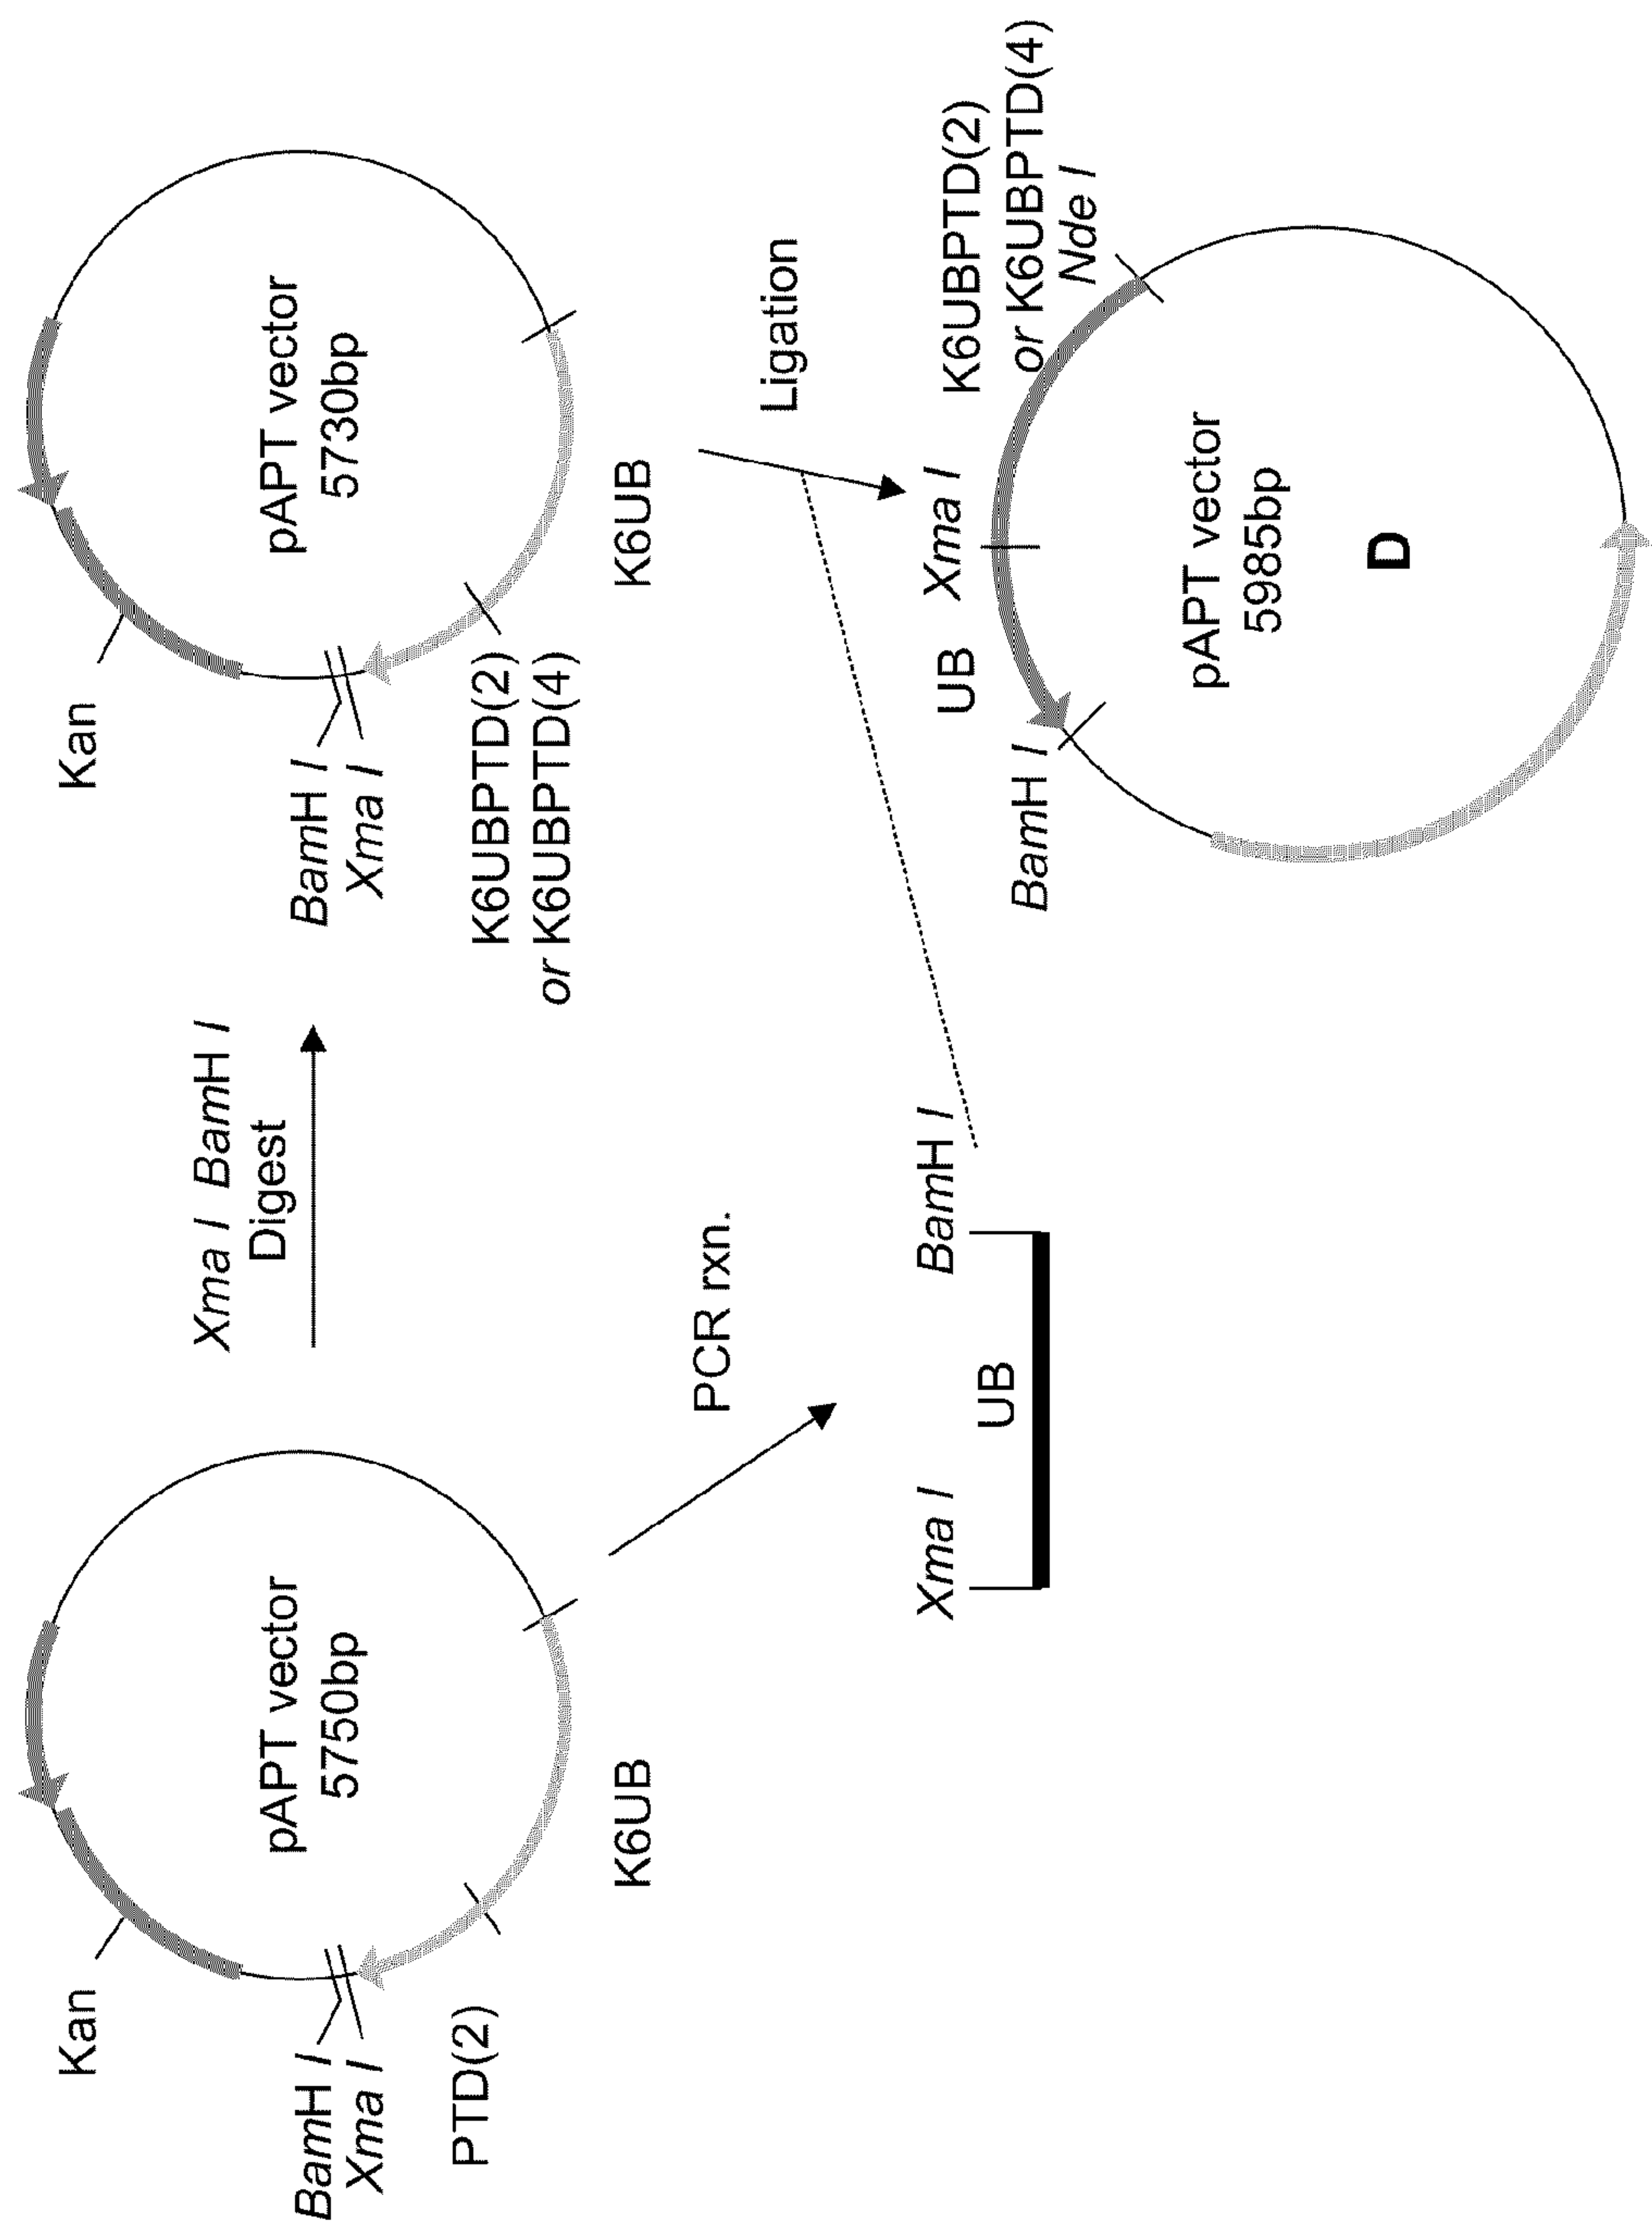 Kan
BamH I
Xma I
PTD(2)
pAPT vector
5750bp
K6UB
Xma I BamH I
Digest
Kan
BamH I
Xma I
K6UBPTD(2)
or K6UBPTD(4)
pAPT vector
5730bp
K6UB
PCR rxn.
Xma I
BamH I
UB
Ligation
BamH I
UB
Xma I
K6UBPTD(2)
or K6UBPTD(4)
Nde I
pAPT vector
5985bp
D